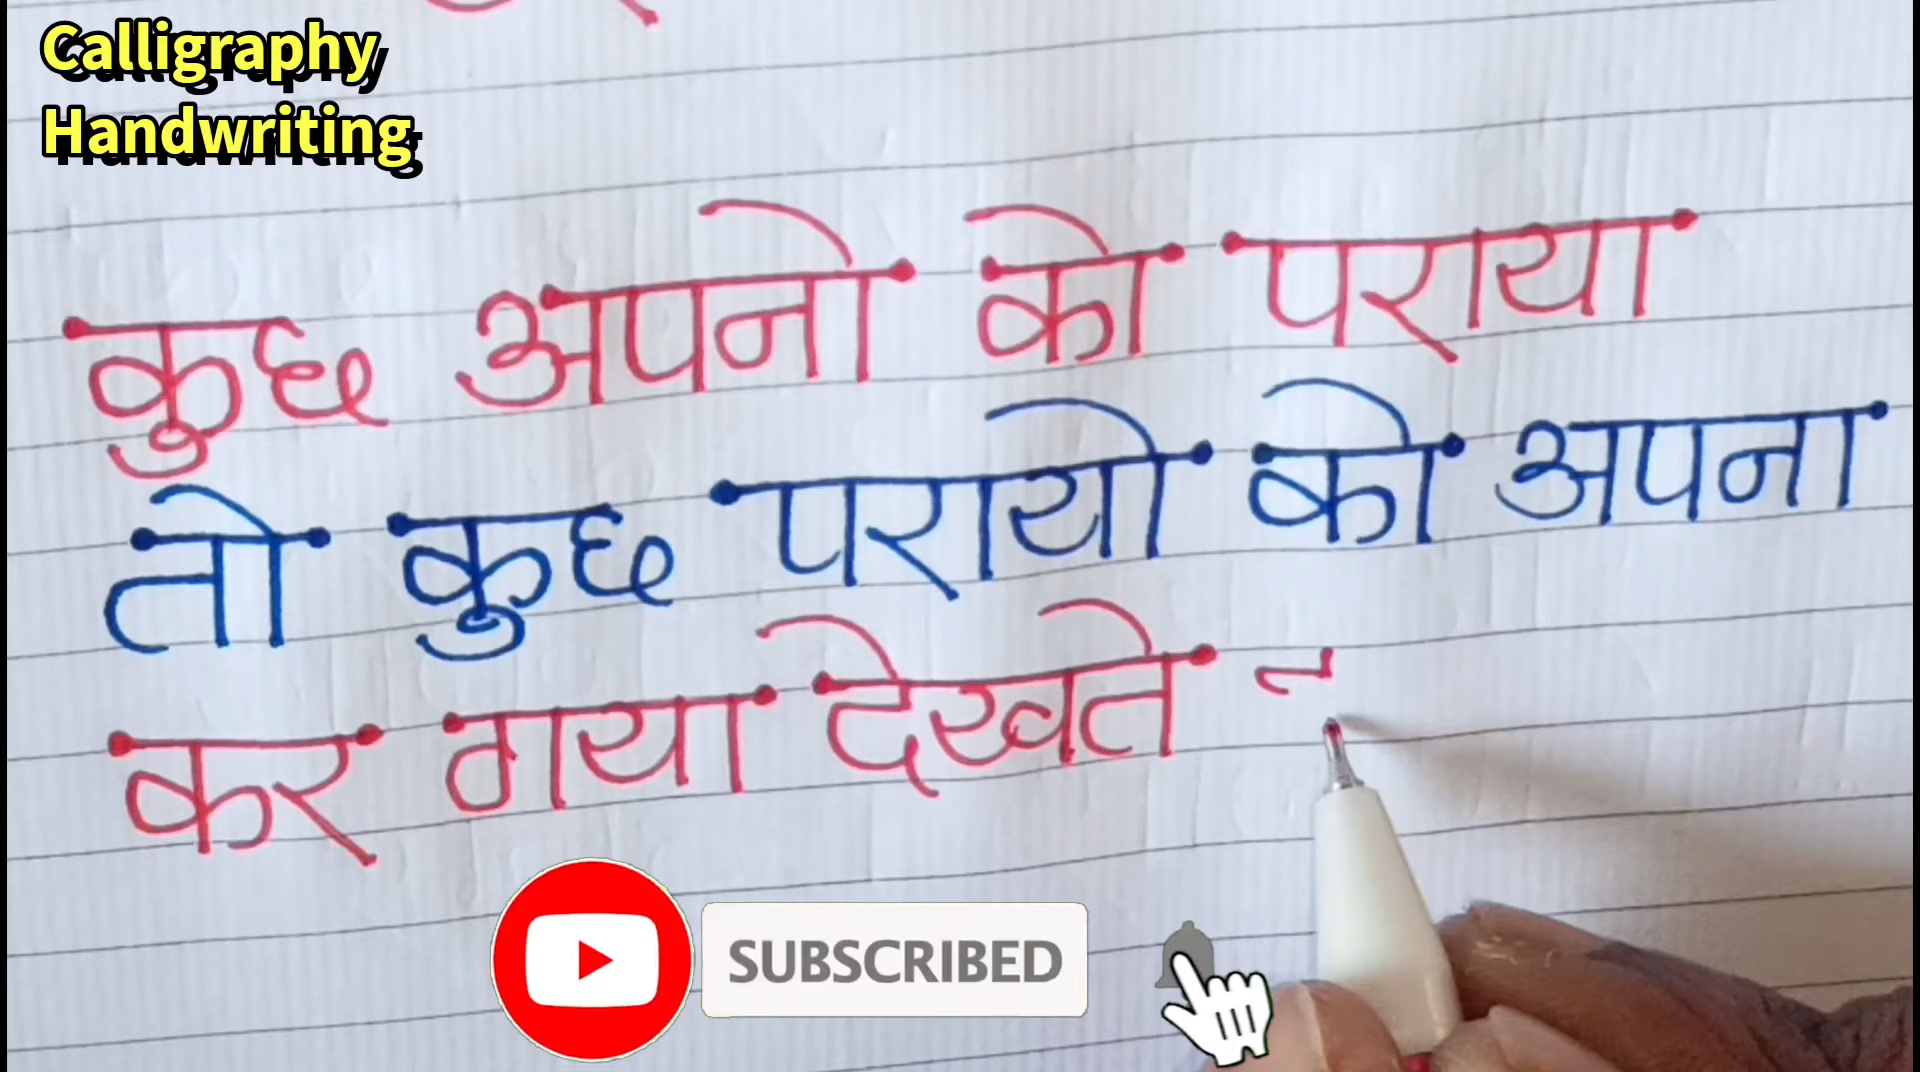 Calligraphy
Handwriting
कुछ अपनो को पराया
तो कुछ परायो को अपना
कर गया देखते
SUBSCRIBED